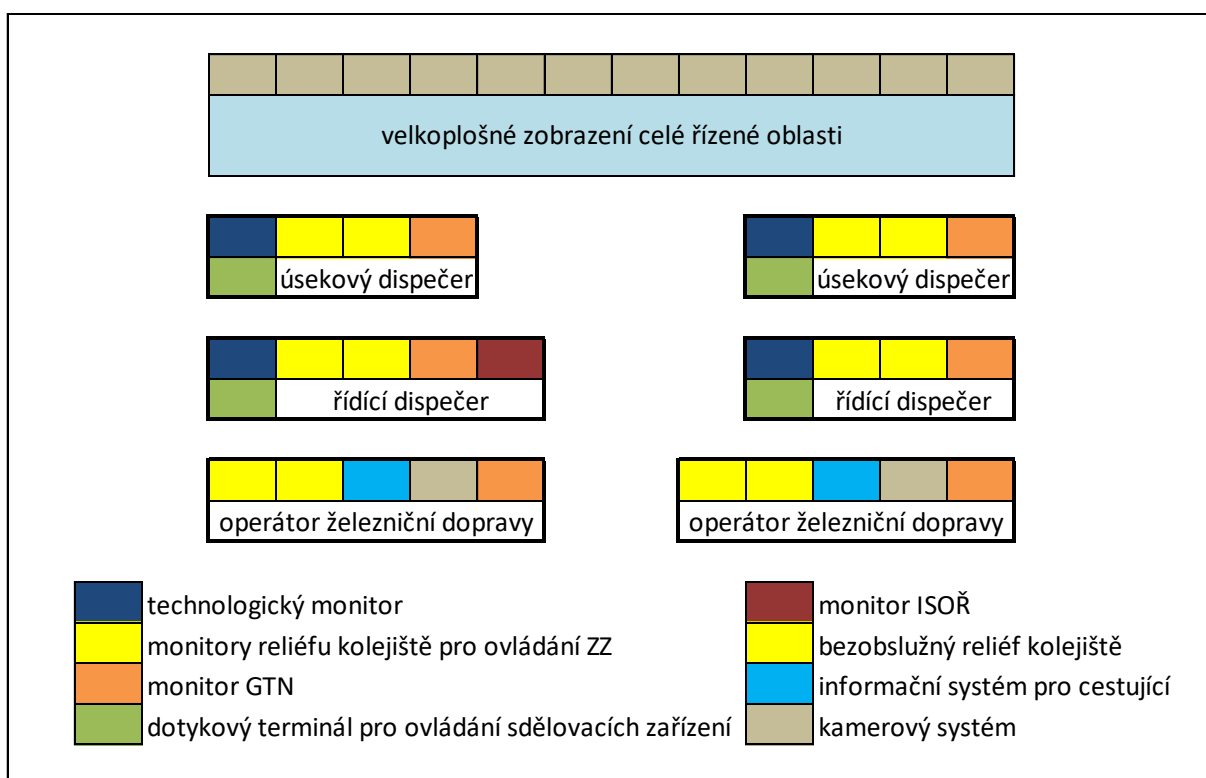 velkoplošné zobrazení celé řízené oblasti
úsekový dispečer
úsekový dispečer
řídící dispečer
řídící dispečer
operátor železniční dopravy
operátor železniční dopravy
technologický monitor
monitor ISOŘ
monitory reliéfu kolejiště pro ovládání ZZ
bezobslužný reliéf kolejiště
monitor GTN
informační systém pro cestující
dotykový terminál pro ovládání sdělovacích zařízení
kamerový systém